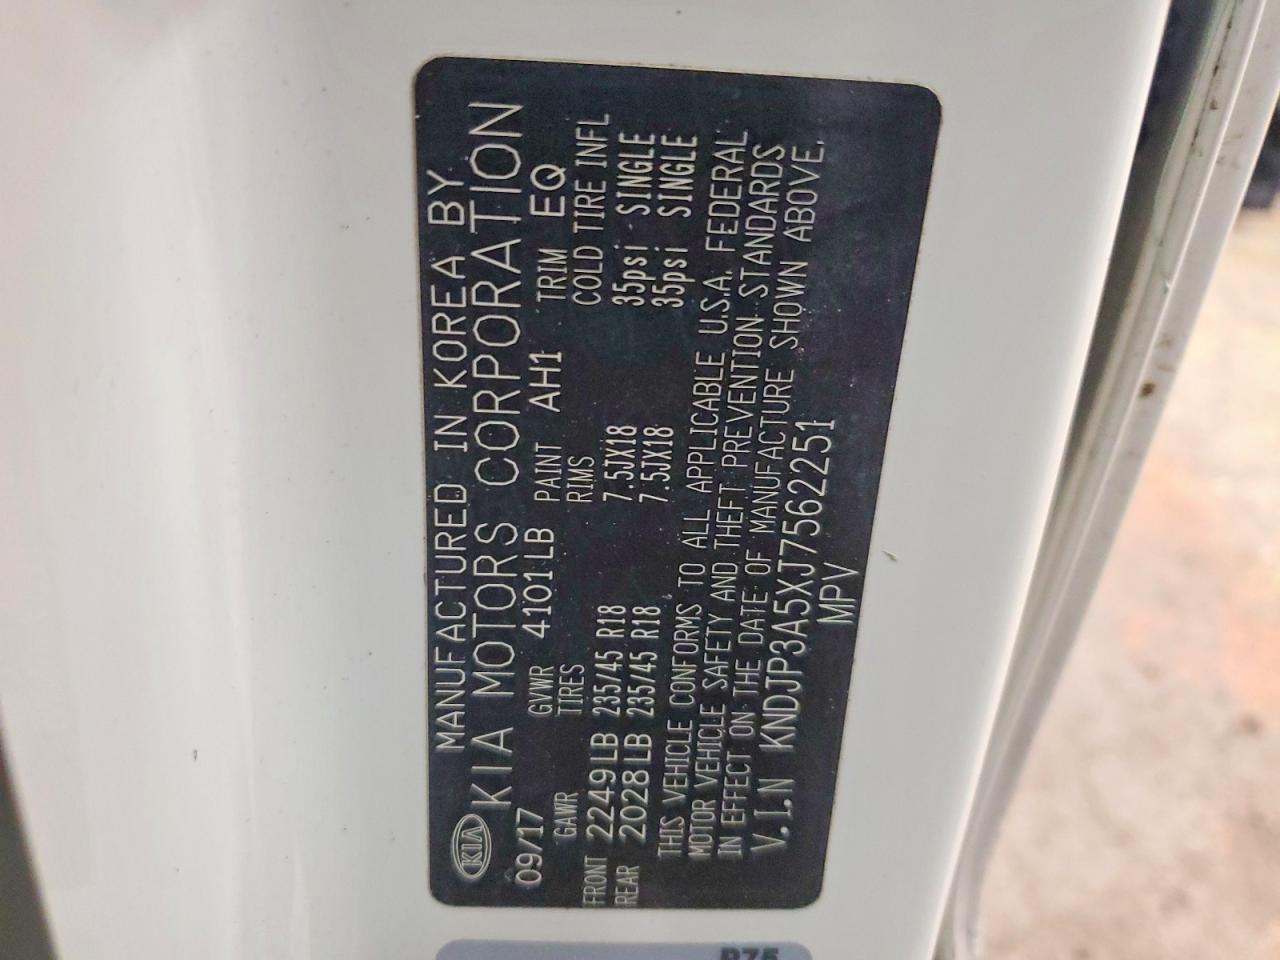 MANUFACTURED IN KOREA BY
KIA KIA MOTORS CORPORATION
09/17 GVWR 4101LB PAINT AH1 TRIM EQ
GAWR TIRES RIMS COLD TIRE INFL
FRONT 2249LB 235/45 R18 7.5JX18 35psi SINGLE
REAR 2028LB 235/45 R18 7.5JX18 35psi SINGLE
THIS VEHICLE CONFORMS TO ALL APPLICABLE U.S.A. FEDERAL
MOTOR VEHICLE SAFETY AND THEFT PREVENTION STANDARDS
IN EFFECT ON THE DATE OF MANUFACTURE SHOWN ABOVE.
V.I.N KNDJP3A5XJ7562251
MPV